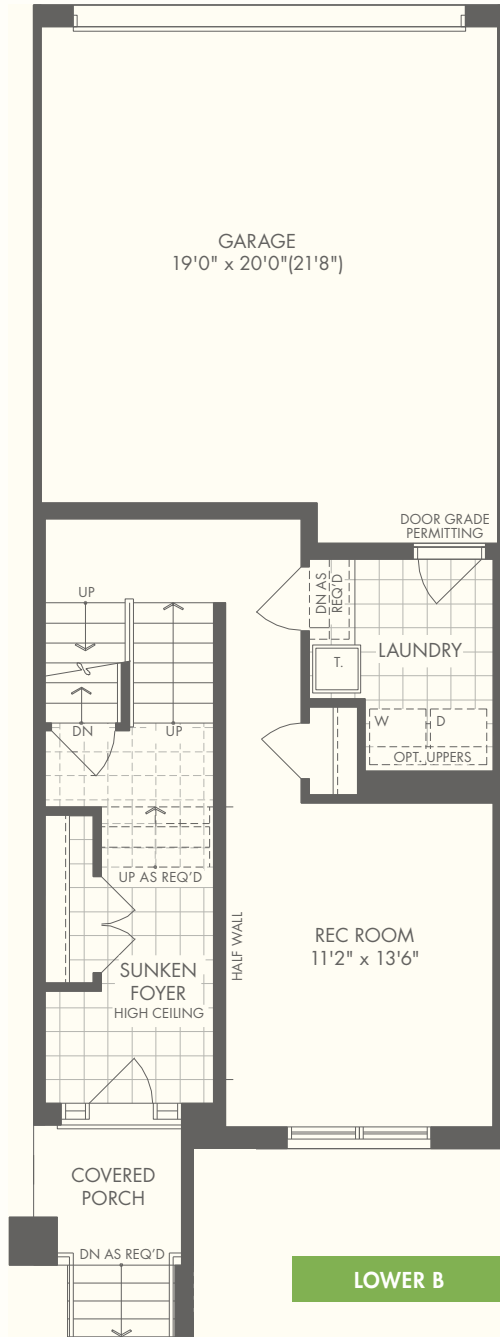 GARAGE
19'0" x 20'0"(21'8")
DOOR GRADE
PERMITTING
UP
DN AS
REQ'D
LAUNDRY
T.
W
D
DN
UP
OPT. UPPERS
UP AS REQ'D
HALF WALL
REC ROOM
11'2" x 13'6"
SUNKEN
FOYER
HIGH CEILING
COVERED
PORCH
DN AS REQ'D
LOWER B